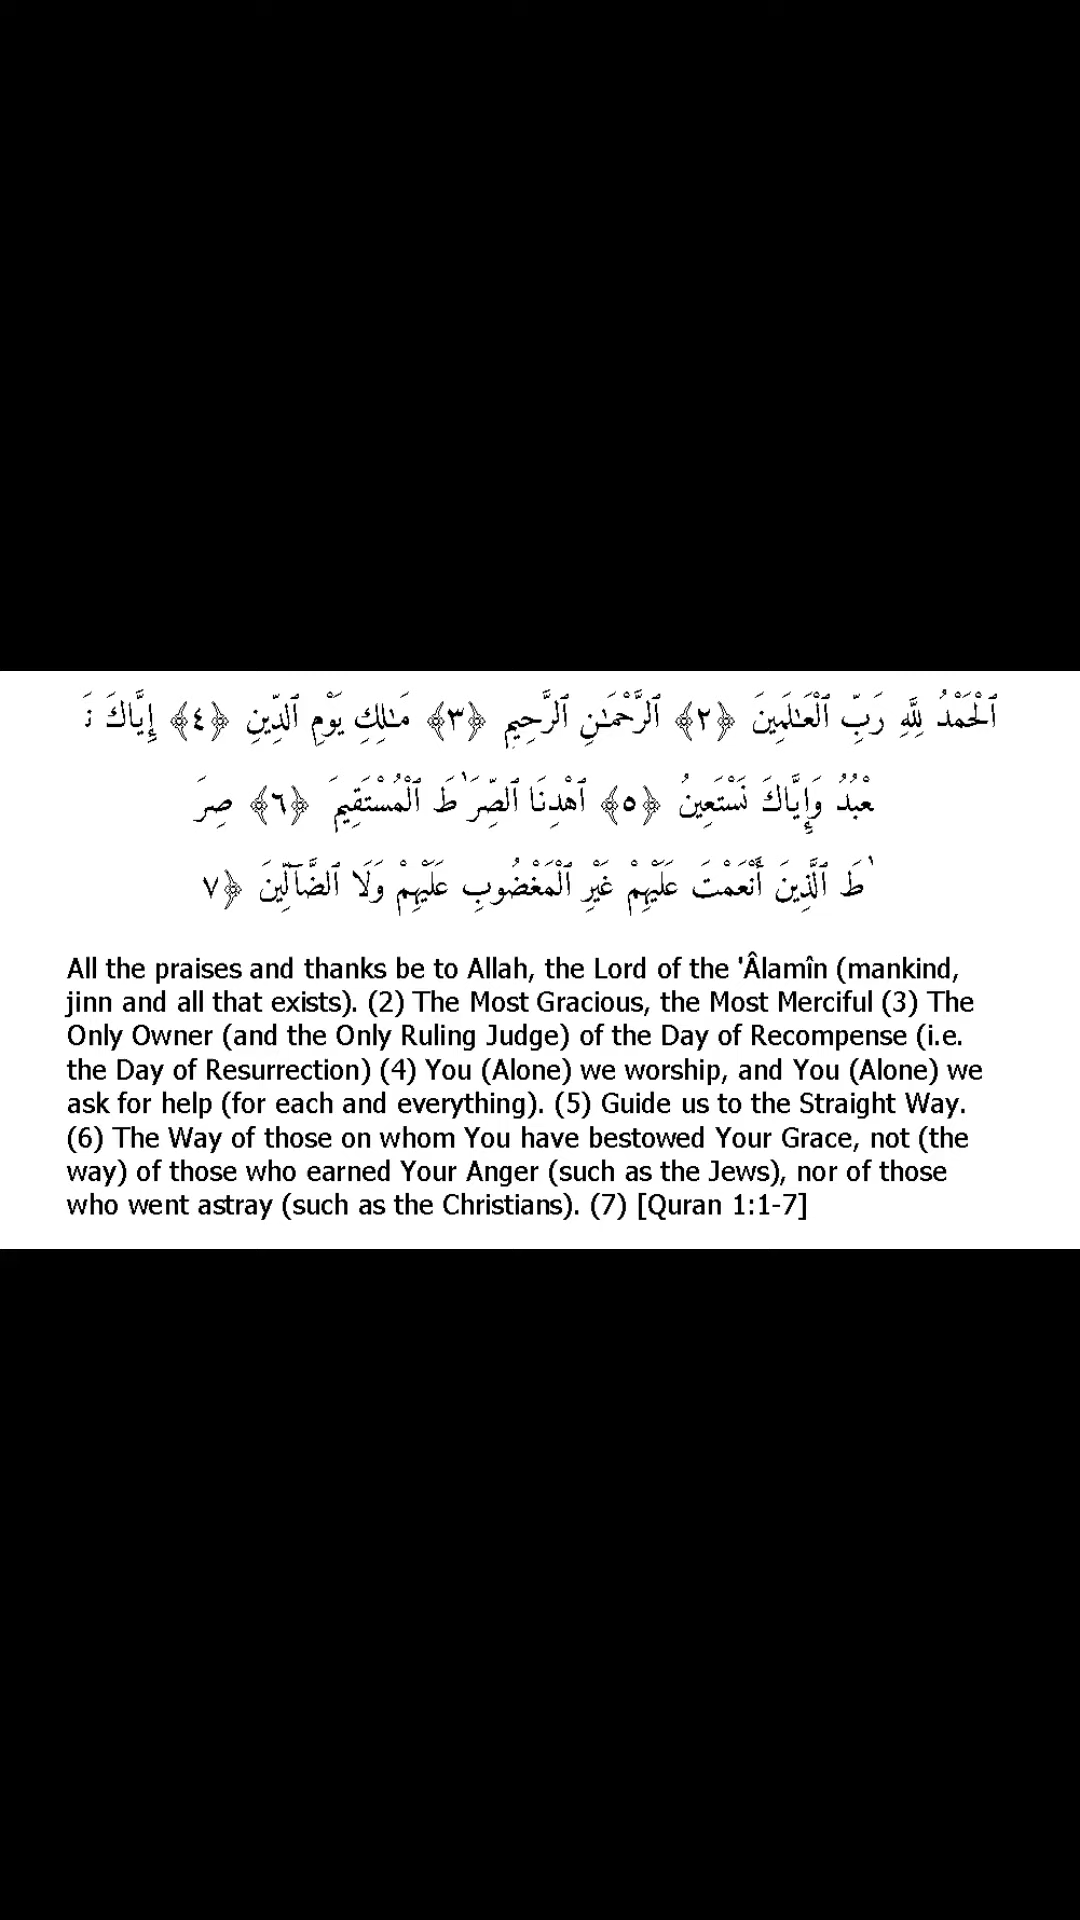 ٱلْحَمْدُ لِلَّهِ رَبِّ ٱلْعَـٰلَمِينَ ﴿٢﴾ ٱلرَّحْمَـٰنِ ٱلرَّحِيمِ ﴿٣﴾ مَـٰلِكِ يَوْمِ ٱلدِّينِ ﴿٤﴾ إِيَّاكَ نَ
عْبُدُ وَإِيَّاكَ نَسْتَعِينُ ﴿٥﴾ ٱهْدِنَا ٱلصِّرَٰطَ ٱلْمُسْتَقِيمَ ﴿٦﴾ صِرَ
ٰطَ ٱلَّذِينَ أَنْعَمْتَ عَلَيْهِمْ غَيْرِ ٱلْمَغْضُوبِ عَلَيْهِمْ وَلَا ٱلضَّآلِّينَ ﴿٧
All the praises and thanks be to Allah, the Lord of the 'Âlamîn (mankind,
jinn and all that exists). (2) The Most Gracious, the Most Merciful (3) The
Only Owner (and the Only Ruling Judge) of the Day of Recompense (i.e.
the Day of Resurrection) (4) You (Alone) we worship, and You (Alone) we
ask for help (for each and everything). (5) Guide us to the Straight Way.
(6) The Way of those on whom You have bestowed Your Grace, not (the
way) of those who earned Your Anger (such as the Jews), nor of those
who went astray (such as the Christians). (7) [Quran 1:1-7]